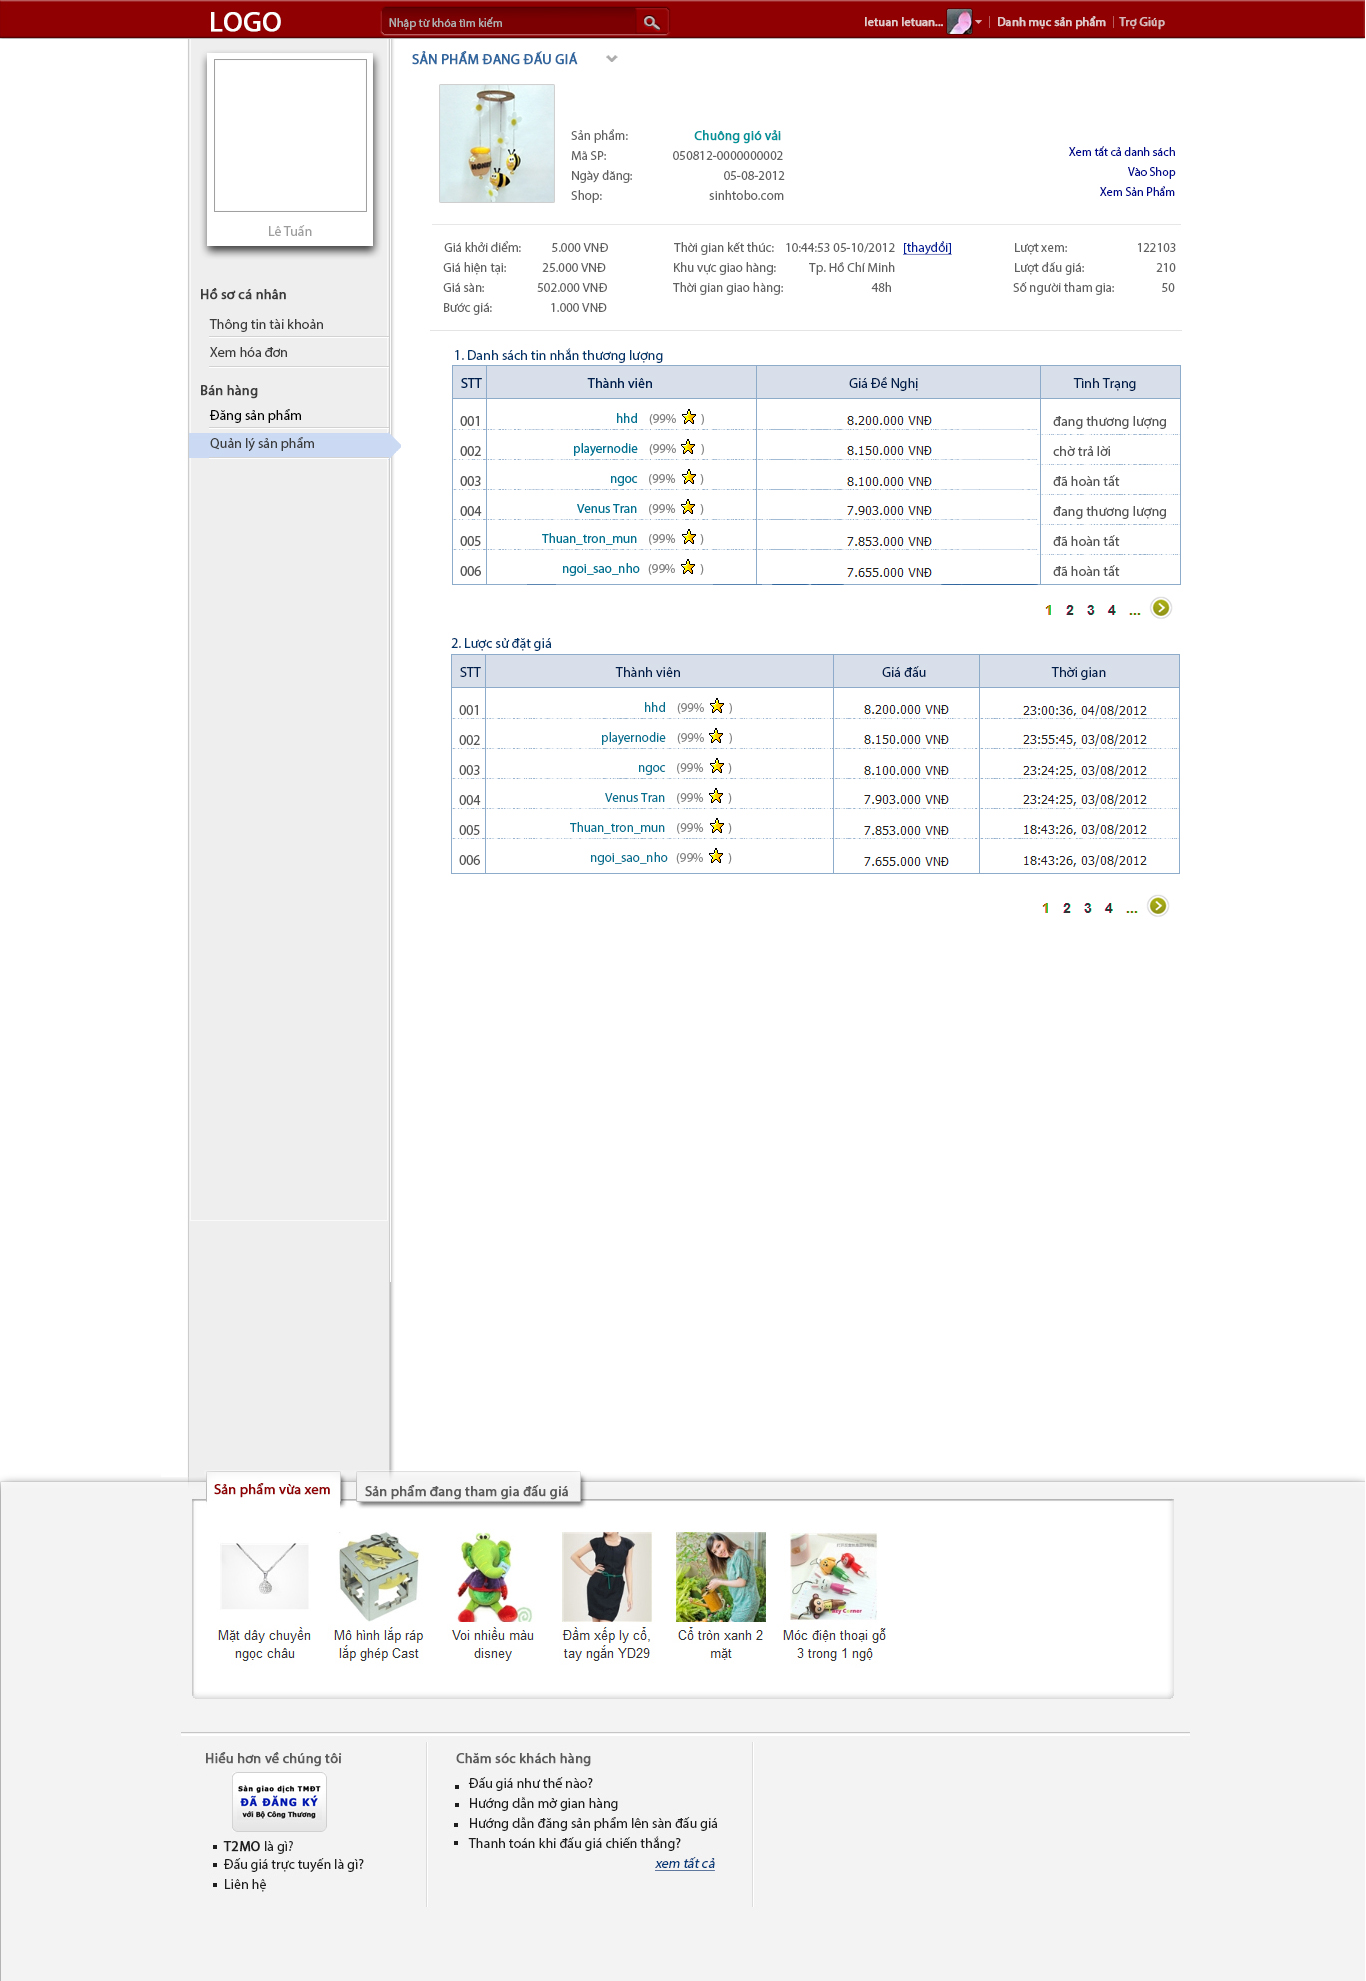 LOGO
Nhập từ khóa tìm kiếm
letuan letuan...
Danh mục sản phẩm
Trợ Giúp
Lê Tuấn
Hồ sơ cá nhân
Thông tin tài khoản
Xem hóa đơn
Bán hàng
Đăng sản phẩm
Quản lý sản phẩm
SẢN PHẨM ĐANG ĐẤU GIÁ
HONEY
Sản phẩm: Chuông gió vải
Mã SP: 050812-0000000002
Ngày đăng: 05-08-2012
Shop: sinhtobo.com
Xem tất cả danh sách
Vào Shop
Xem Sản Phẩm
Giá khởi điểm: 5.000 VNĐ Thời gian kết thúc: 10:44:53 05-10/2012 [thayđổi] Lượt xem: 122103
Giá hiện tại: 25.000 VNĐ Khu vực giao hàng: Tp. Hồ Chí Minh Lượt đấu giá: 210
Giá sàn: 502.000 VNĐ Thời gian giao hàng: 48h Số người tham gia: 50
Bước giá: 1.000 VNĐ
1. Danh sách tin nhắn thương lượng
STT Thành viên Giá Đề Nghị Tình Trạng
001 hhd (99% ) 8.200.000 VNĐ đang thương lượng
002 playernodie (99% ) 8.150.000 VNĐ chờ trả lời
003 ngoc (99% ) 8.100.000 VNĐ đã hoàn tất
004 Venus Tran (99% ) 7.903.000 VNĐ đang thương lượng
005 Thuan_tron_mun (99% ) 7.853.000 VNĐ đã hoàn tất
006 ngoi_sao_nho (99% ) 7.655.000 VNĐ đã hoàn tất
1 2 3 4 ...
2. Lược sử đặt giá
STT Thành viên Giá đấu Thời gian
001 hhd (99% ) 8.200.000 VNĐ 23:00:36, 04/08/2012
002 playernodie (99% ) 8.150.000 VNĐ 23:55:45, 03/08/2012
003 ngoc (99% ) 8.100.000 VNĐ 23:24:25, 03/08/2012
004 Venus Tran (99% ) 7.903.000 VNĐ 23:24:25, 03/08/2012
005 Thuan_tron_mun (99% ) 7.853.000 VNĐ 18:43:26, 03/08/2012
006 ngoi_sao_nho (99% ) 7.655.000 VNĐ 18:43:26, 03/08/2012
1 2 3 4 ...
Sản phẩm vừa xem
Sản phẩm đang tham gia đấu giá
Mặt dây chuyền
ngọc châu
Mô hình lắp ráp
lắp ghép Cast
Voi nhiều màu
disney
Đầm xếp ly cổ,
tay ngắn YD29
Cổ tròn xanh 2
mặt
Corner
Móc điện thoại gỗ
3 trong 1 ngộ
Hiểu hơn về chúng tôi
Sàn giao dịch TMĐT
ĐÃ ĐĂNG KÝ
với Bộ Công Thương
T2MO là gì?
Đấu giá trực tuyến là gì?
Liên hệ
Chăm sóc khách hàng
Đấu giá như thế nào?
Hướng dẫn mở gian hàng
Hướng dẫn đăng sản phẩm lên sàn đấu giá
Thanh toán khi đấu giá chiến thắng?
xem tất cả